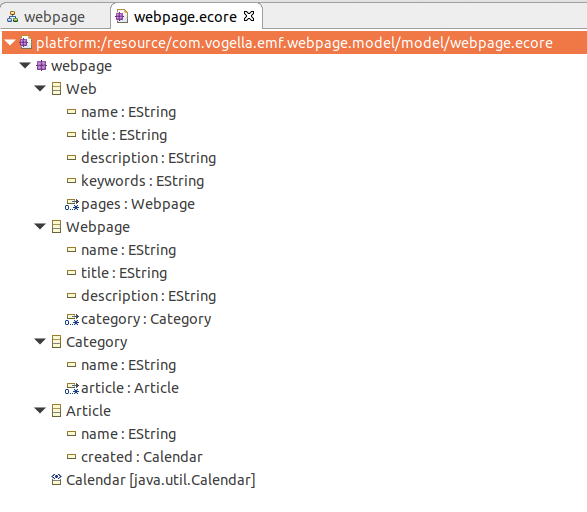 webpage webpage.ecore
platform:/resource/com.vogella.emf.webpage.model/model/webpage.ecore
webpage
Web
name : EString
title : EString
description : EString
keywords : EString
pages : Webpage
Webpage
name : EString
title : EString
description : EString
category : Category
Category
name : EString
article : Article
Article
name : EString
created : Calendar
Calendar [java.util.Calendar]